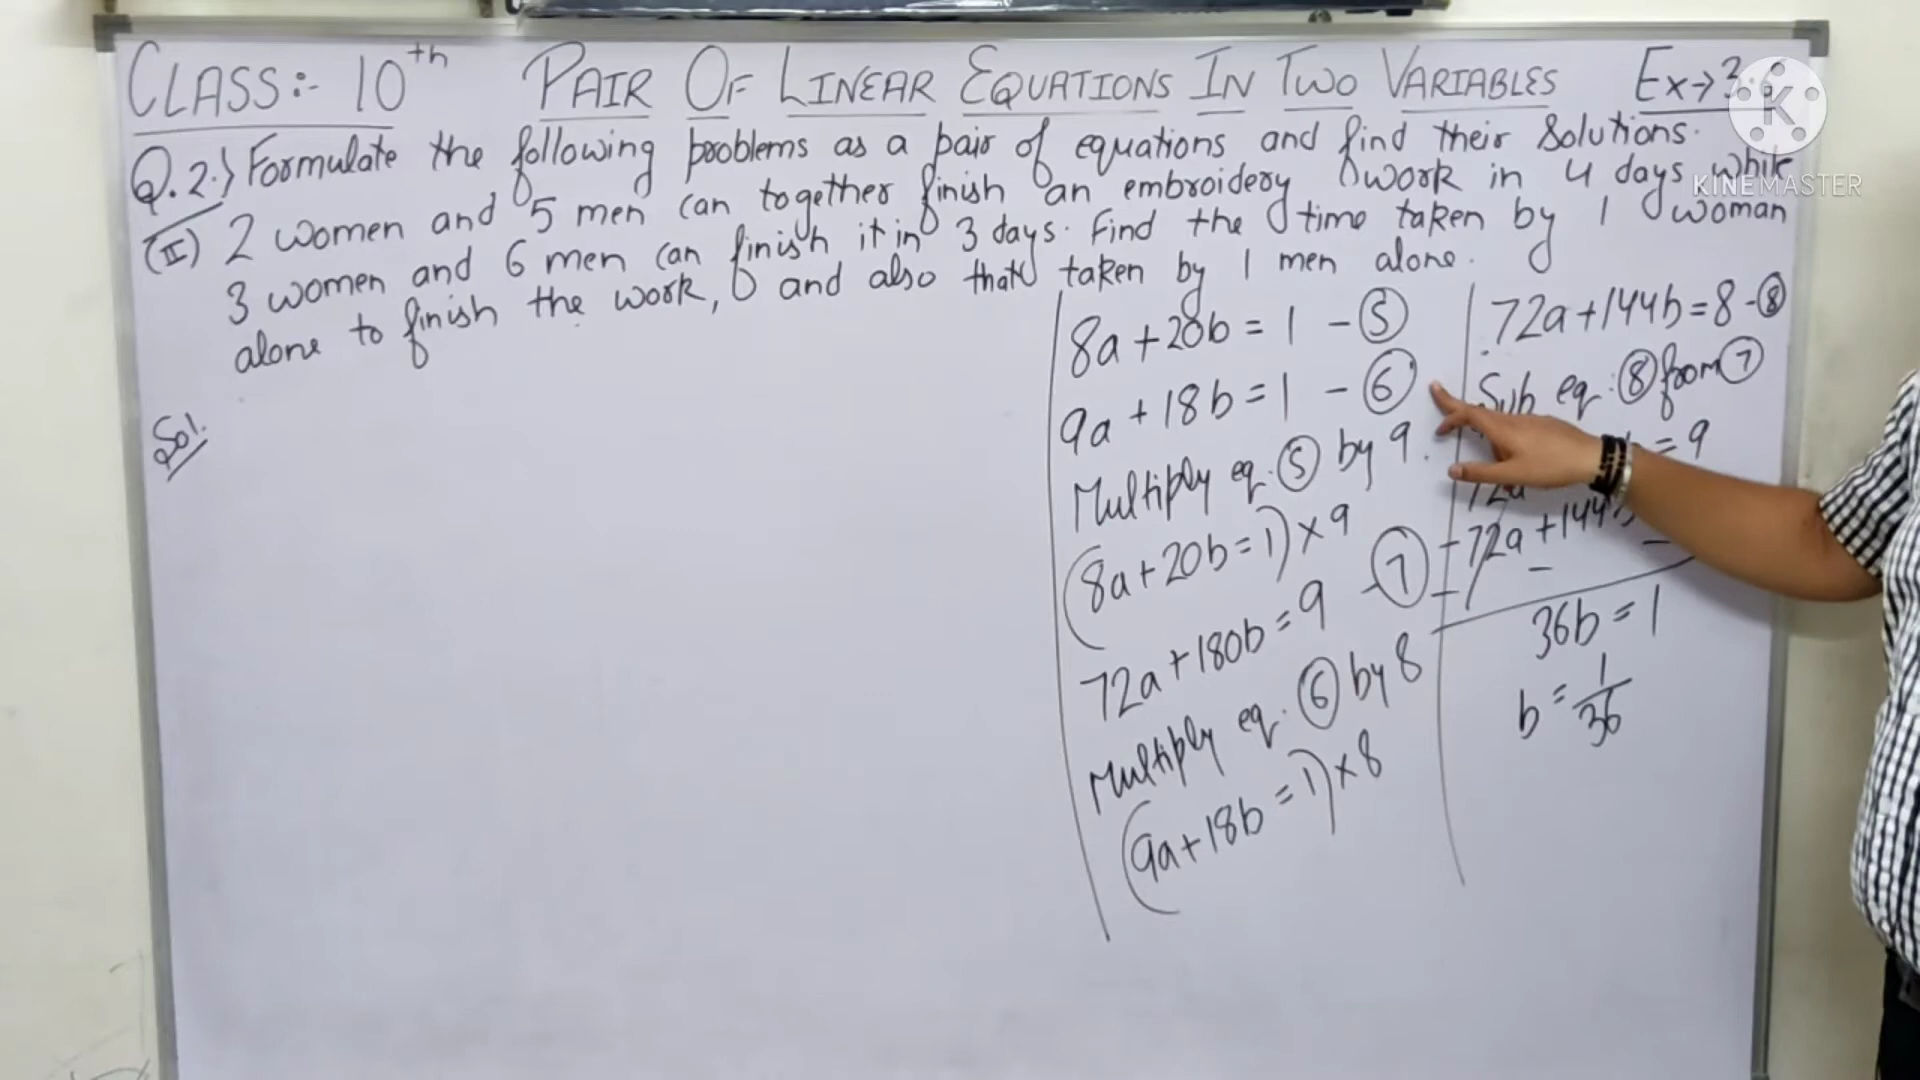 CLASS:- 10th PAIR OF LINEAR EQUATIONS IN TWO VARIABLES Ex→3.6
Q.2.) Formulate the following problems as a pair of equations and find their solutions.
(II) 2 women and 5 men can together finish an embroidery work in 4 days while
3 women and 6 men can finish it in 3 days. Find the time taken by 1 woman
alone to finish the work, and also that taken by 1 men alone.
Sol.
8a + 20b = 1 - 5
9a + 18b = 1 - 6
Multiply eq. 5 by 9.
(8a + 20b = 1) × 9
72a + 180b = 9 - 7
Multiply eq. 6 by 8
(9a + 18b = 1) × 8
72a + 144b = 8 - 8
Sub eq. 8 from 7
72a = 9
72a + 144b
36b = 1
b = 1/36
K
KINEMASTER